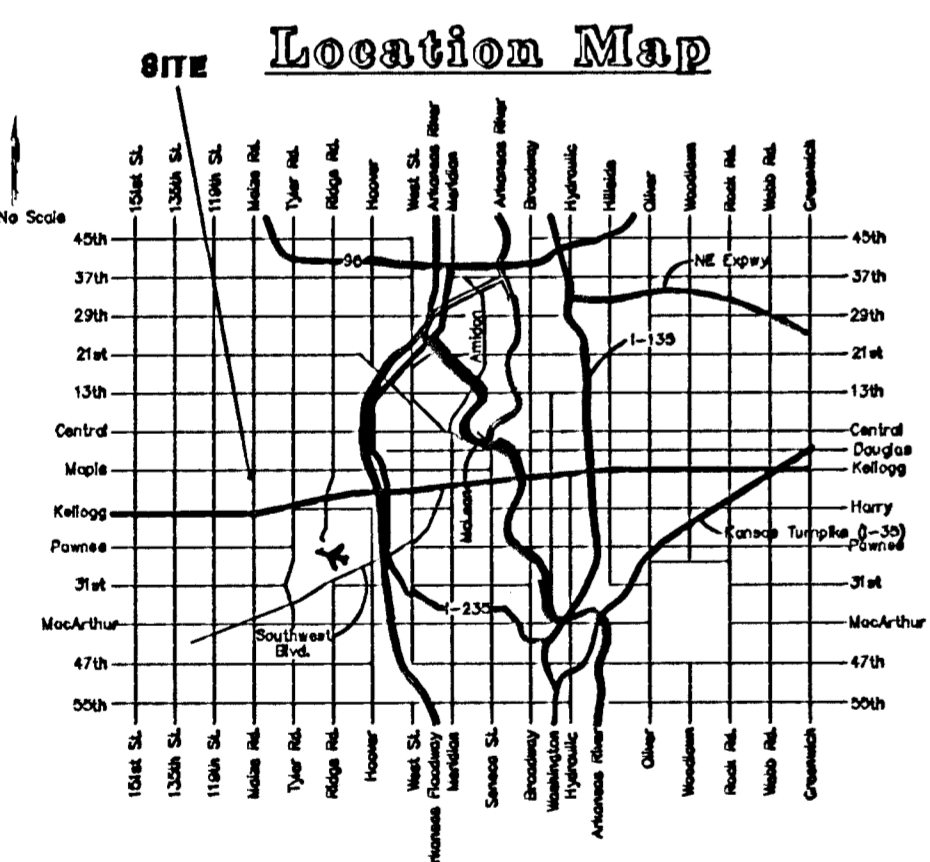 Location Map
SITE
No Scale
151st St.
135th St.
119th St.
Maize Rd.
Tyler Rd.
Ridge Rd.
Hoover
West St.
Arkansas River
Meridian
Arkansas River
Broadway
Hydraulic
Hillside
Oliver
Woodlawn
Rock Rd.
Webb Rd.
Greenwich
45th
37th
29th
21st
13th
Central
Maple
Kellogg
Pawnee
31st
MacArthur
47th
55th
96
NE Expwy
I-135
Amidon
McLean
Kansas Turnpike (I-35)
I-235
Southwest
Blvd.
45th
37th
29th
21st
13th
Central
Douglas
Kellogg
Harry
Pawnee
31st
MacArthur
47th
55th
151st St.
135th St.
119th St.
Maize Rd.
Tyler Rd.
Ridge Rd.
Hoover
West St.
rkansas Floodway
Meridian
Seneca St.
Broadway
Washington
Hydraulic
Arkansas River
Oliver
Woodlawn
Rock Rd.
Webb Rd.
Greenwich